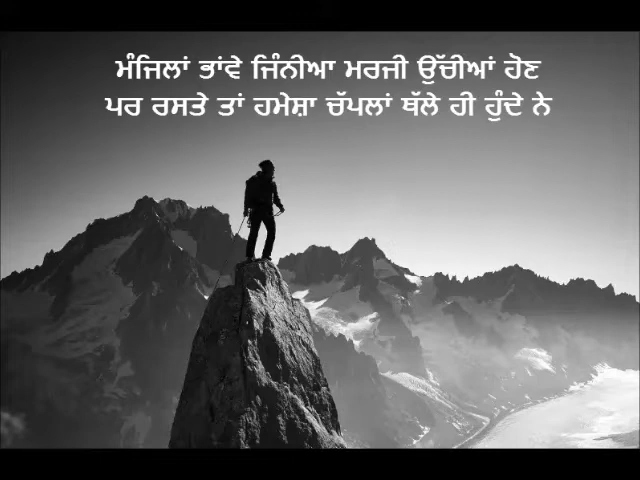 ਮੰਜਿਲਾਂ ਭਾਂਵੇ ਜਿੰਨੀਆ ਮਰਜੀ ਉੱਚੀਆਂ ਹੋਣ
ਪਰ ਰਸਤੇ ਤਾਂ ਹਮੇਸ਼ਾ ਚੱਪਲਾਂ ਥੱਲੇ ਹੀ ਹੁੰਦੇ ਨੇ